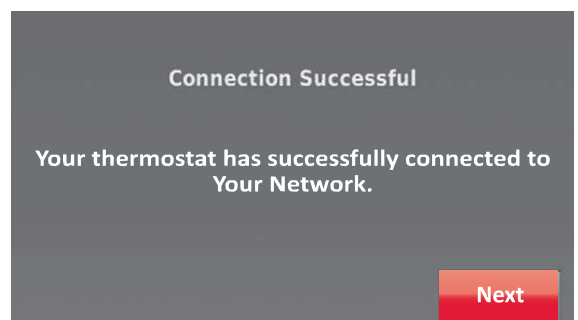 Connection Successful
Your thermostat has successfully connected to
Your Network.
Next